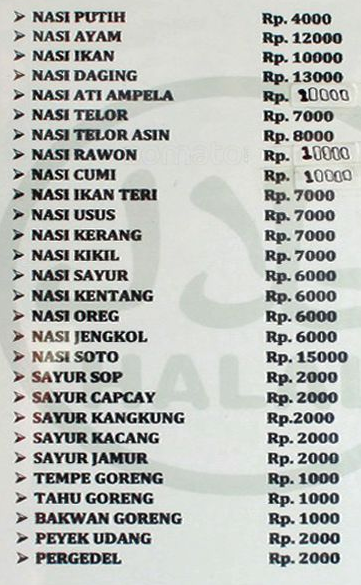 ➢ NASI PUTIH Rp. 4000
➢ NASI AYAM Rp. 12000
➢ NASI IKAN Rp. 10000
➢ NASI DAGING Rp. 13000
➢ NASI ATI AMPELA Rp. 10000
➢ NASI TELOR Rp. 7000
➢ NASI TELOR ASIN Rp. 8000
➢ NASI RAWON Rp. 10000
➢ NASI CUMI Rp. 10000
➢ NASI IKAN TERI Rp. 7000
➢ NASI USUS Rp. 7000
➢ NASI KERANG Rp. 7000
➢ NASI KIKIL Rp. 7000
➢ NASI SAYUR Rp. 6000
➢ NASI KENTANG Rp. 6000
➢ NASI OREG Rp. 6000
➢ NASI JENGKOL Rp. 6000
➢ NASI SOTO Rp. 15000
➢ SAYUR SOP Rp. 2000
➢ SAYUR CAPCAY Rp. 2000
➢ SAYUR KANGKUNG Rp.2000
➢ SAYUR KACANG Rp. 2000
➢ SAYUR JAMUR Rp. 2000
➢ TEMPE GORENG Rp. 1000
➢ TAHU GORENG Rp. 1000
➢ BAKWAN GORENG Rp. 1000
➢ PEYEK UDANG Rp. 2000
➢ PERGEDEL Rp. 2000